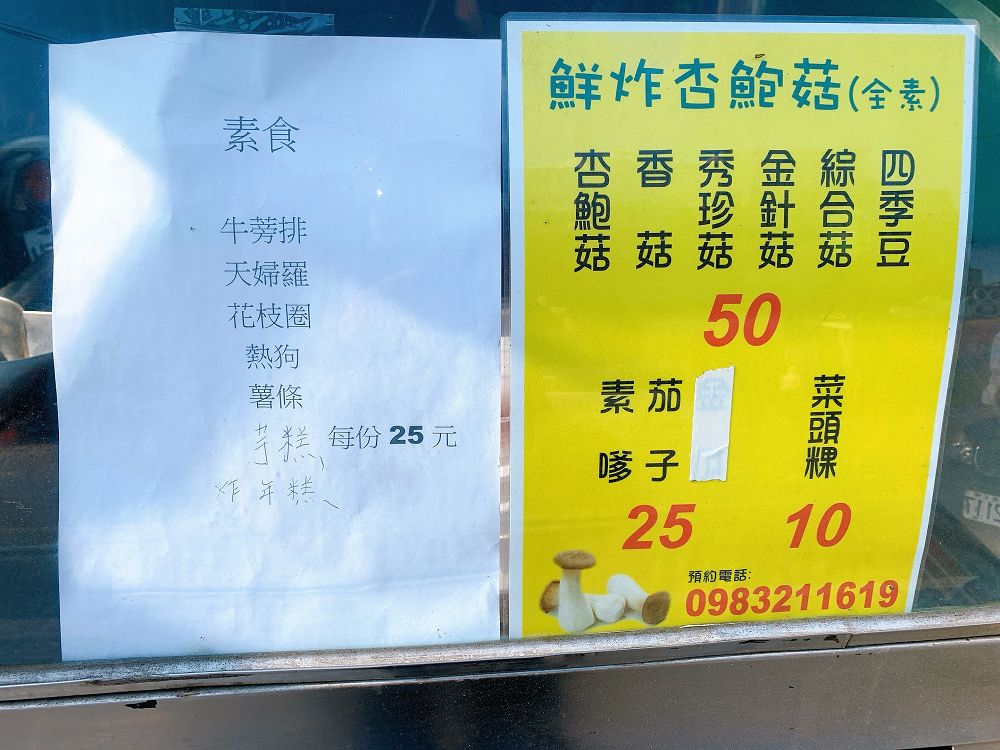 素食
牛蒡排
天婦羅
花枝圈
熱狗
薯條
芋糕、每份 25 元
炸年糕、
鮮炸杏鮑菇(全素)
杏鮑菇
香菇
秀珍菇
金針菇
綜合菇
四季豆
50
素嗲
茄子
菜頭粿
25
10
預約電話:
0983211619